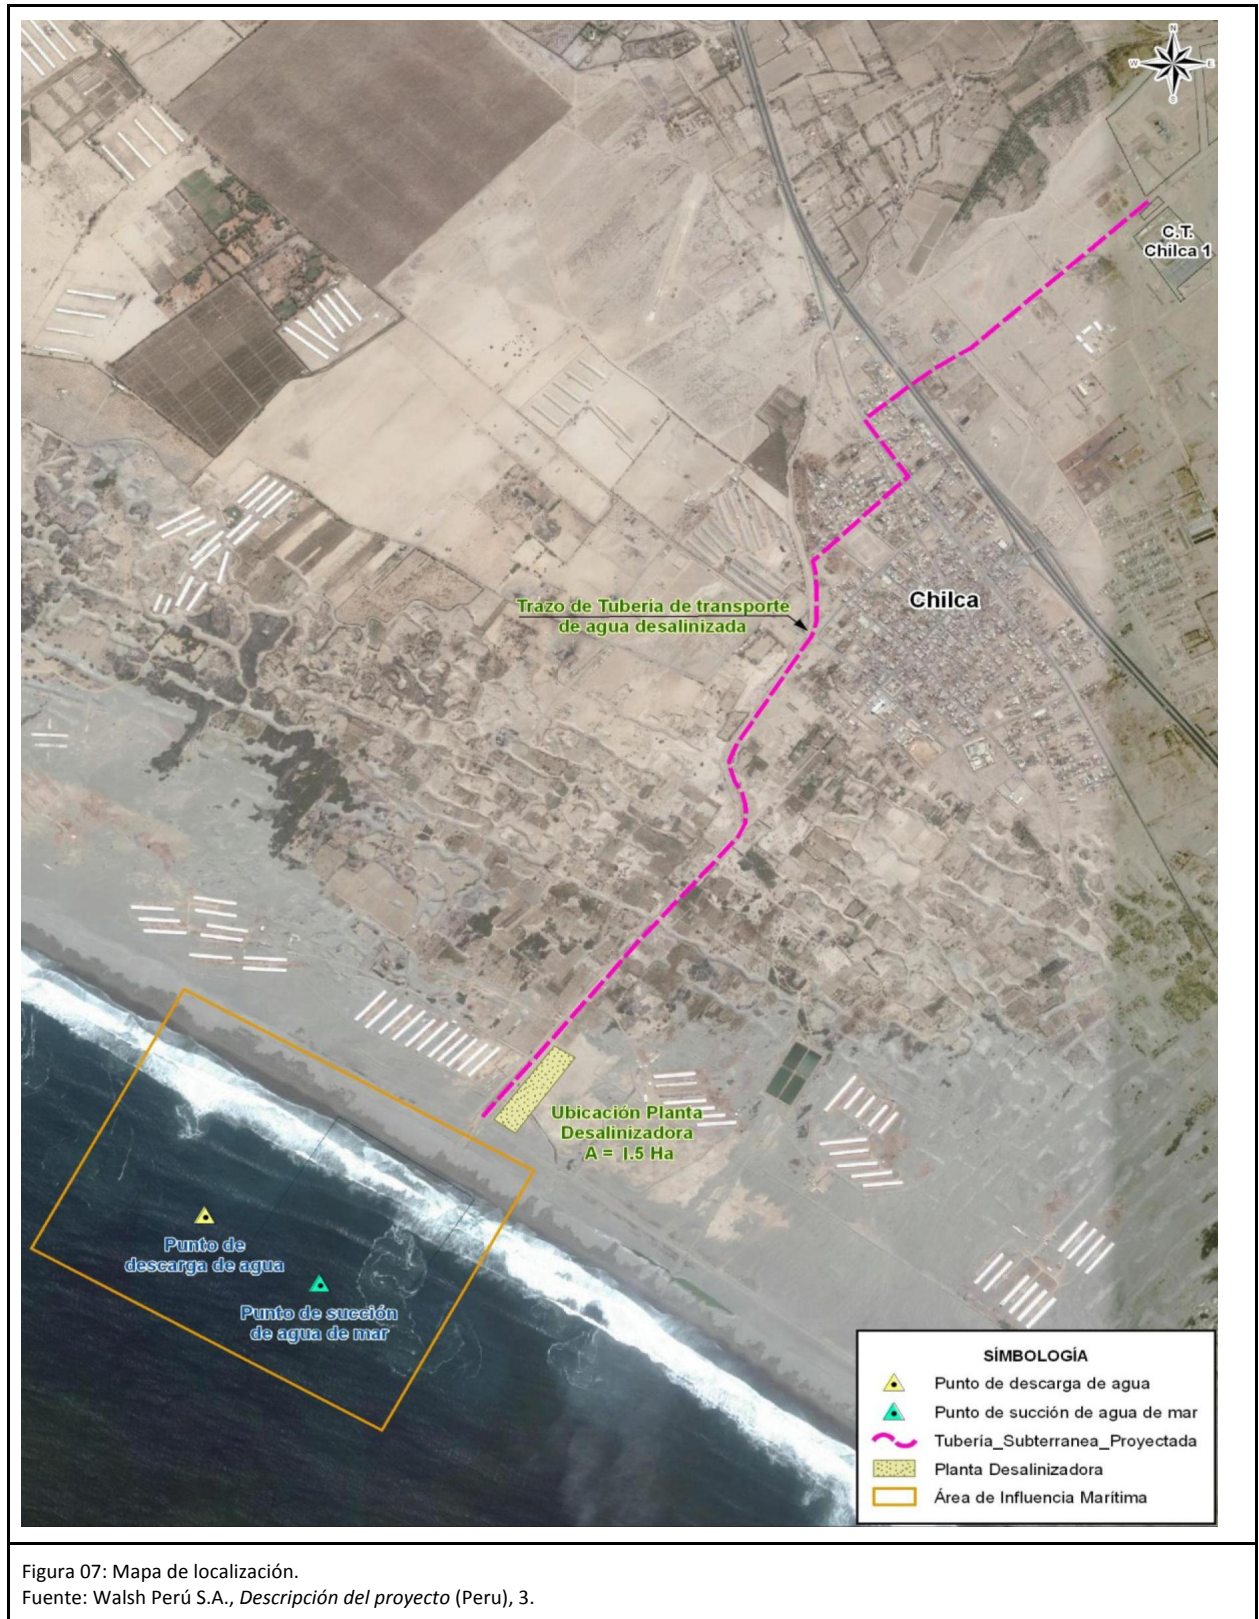 N
W
E
S
C.T.
Chilca 1
Trazo de Tubería de transporte
de agua desalinizada
Chilca
Ubicación Planta
Desalinizadora
A = 1.5 Ha
Punto de
descarga de agua
Punto de succión
de agua de mar
SÍMBOLOGÍA
Punto de descarga de agua
Punto de succión de agua de mar
Tubería_Subterranea_Proyectada
Planta Desalinizadora
Área de Influencia Marítima
Figura 07: Mapa de localización.
Fuente: Walsh Perú S.A., Descripción del proyecto (Peru), 3.